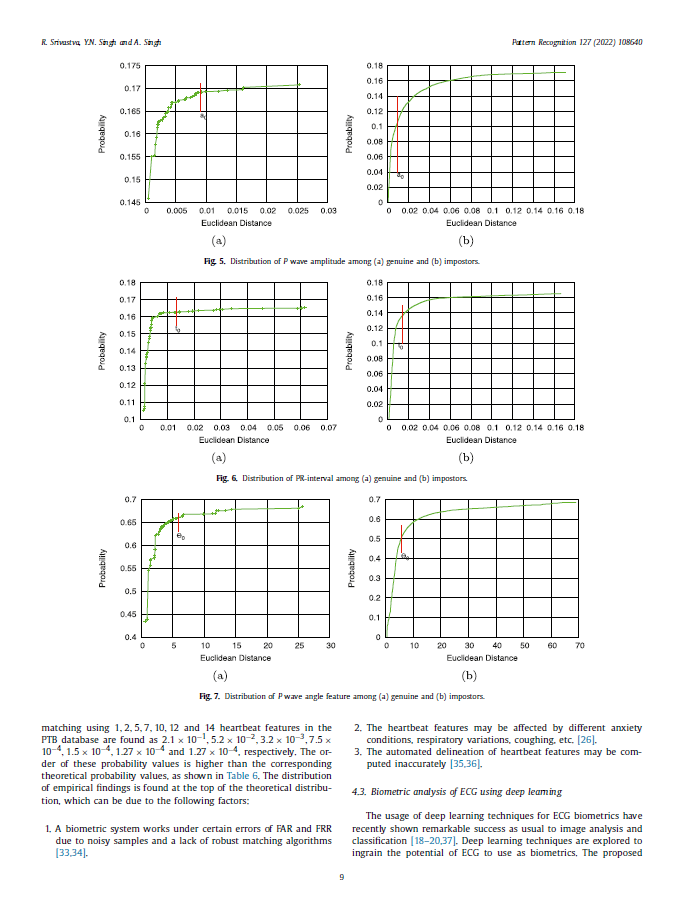 R. Srivastva, Y.N. Singh and A. Singh
Pattern Recognition 127 (2022) 108640
0.175
0.17
0.165
0.16
0.155
0.15
0.145
Probability
0 0.005 0.01 0.015 0.02 0.025 0.03
Euclidean Distance
(a)
0.18
0.16
0.14
0.12
0.1
0.08
0.06
0.04
0.02
0
Probability
a0
0 0.02 0.04 0.06 0.08 0.1 0.12 0.14 0.16 0.18
Euclidean Distance
(b)
Fig. 5. Distribution of P wave amplitude among (a) genuine and (b) impostors.
0.18
0.17
0.16
0.15
0.14
0.13
0.12
0.11
0.1
Probability
0 0.01 0.02 0.03 0.04 0.05 0.06 0.07
Euclidean Distance
(a)
0.18
0.16
0.14
0.12
0.1
0.08
0.06
0.04
0.02
0
Probability
0 0.02 0.04 0.06 0.08 0.1 0.12 0.14 0.16 0.18
Euclidean Distance
(b)
Fig. 6. Distribution of PR-interval among (a) genuine and (b) impostors.
0.7
0.65
0.6
0.55
0.5
0.45
0.4
Probability
Θ0
0 5 10 15 20 25 30
Euclidean Distance
(a)
0.7
0.6
0.5
0.4
0.3
0.2
0.1
0
Probability
Θ0
0 10 20 30 40 50 60 70
Euclidean Distance
(b)
Fig. 7. Distribution of P wave angle feature among (a) genuine and (b) impostors.
matching using 1, 2, 5, 7, 10, 12 and 14 heartbeat features in the
PTB database are found as 2.1 × 10⁻¹, 5.2 × 10⁻², 3.2 × 10⁻³, 7.5 ×
10⁻⁴, 1.5 × 10⁻⁴, 1.27 × 10⁻⁴ and 1.27 × 10⁻⁴, respectively. The or-
der of these probability values is higher than the corresponding
theoretical probability values, as shown in Table 6. The distribution
of empirical findings is found at the top of the theoretical distribu-
tion, which can be due to the following factors:
1. A biometric system works under certain errors of FAR and FRR
due to noisy samples and a lack of robust matching algorithms
[33,34].
2. The heartbeat features may be affected by different anxiety
conditions, respiratory variations, coughing, etc. [26].
3. The automated delineation of heartbeat features may be com-
puted inaccurately [35,36].
4.3. Biometric analysis of ECG using deep learning
The usage of deep learning techniques for ECG biometrics have
recently shown remarkable success as usual to image analysis and
classification [18–20,37]. Deep learning techniques are explored to
ingrain the potential of ECG to use as biometrics. The proposed
9